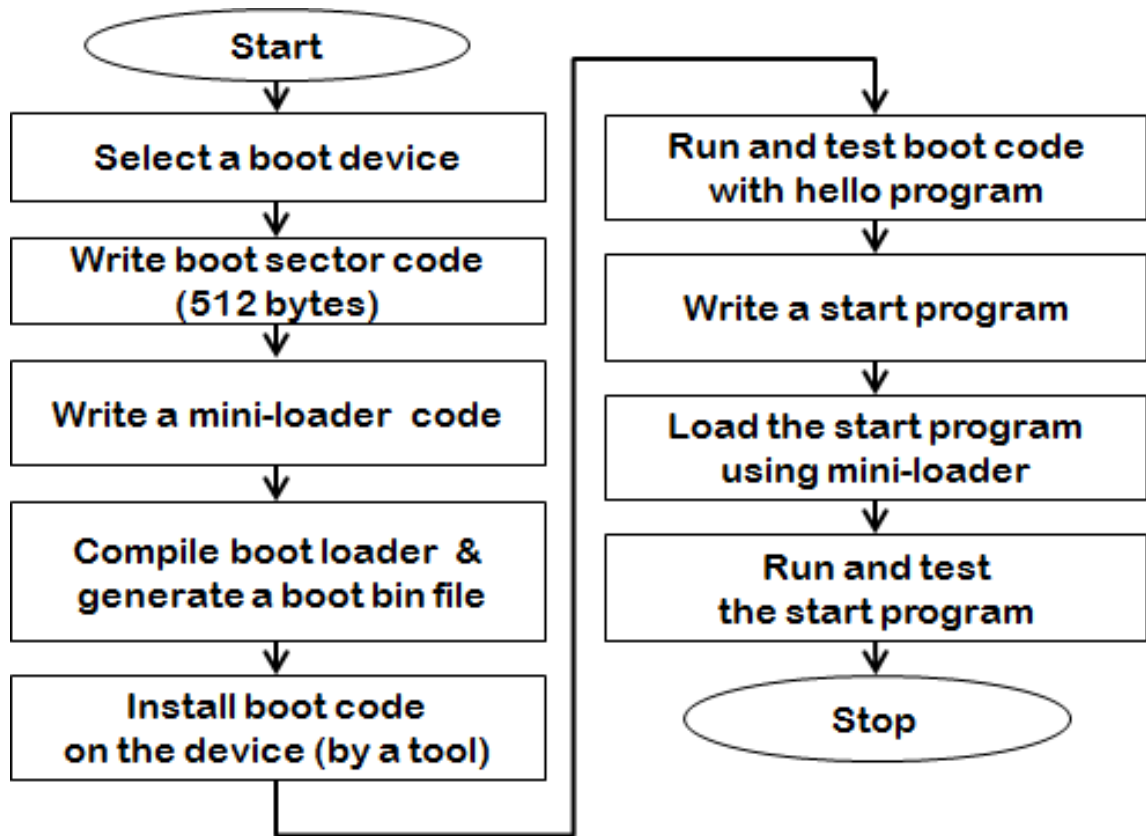 Start
Select a boot device
Write boot sector code
(512 bytes)
Write a mini-loader code
Compile boot loader &
generate a boot bin file
Install boot code
on the device (by a tool)
Run and test boot code
with hello program
Write a start program
Load the start program
using mini-loader
Run and test
the start program
Stop